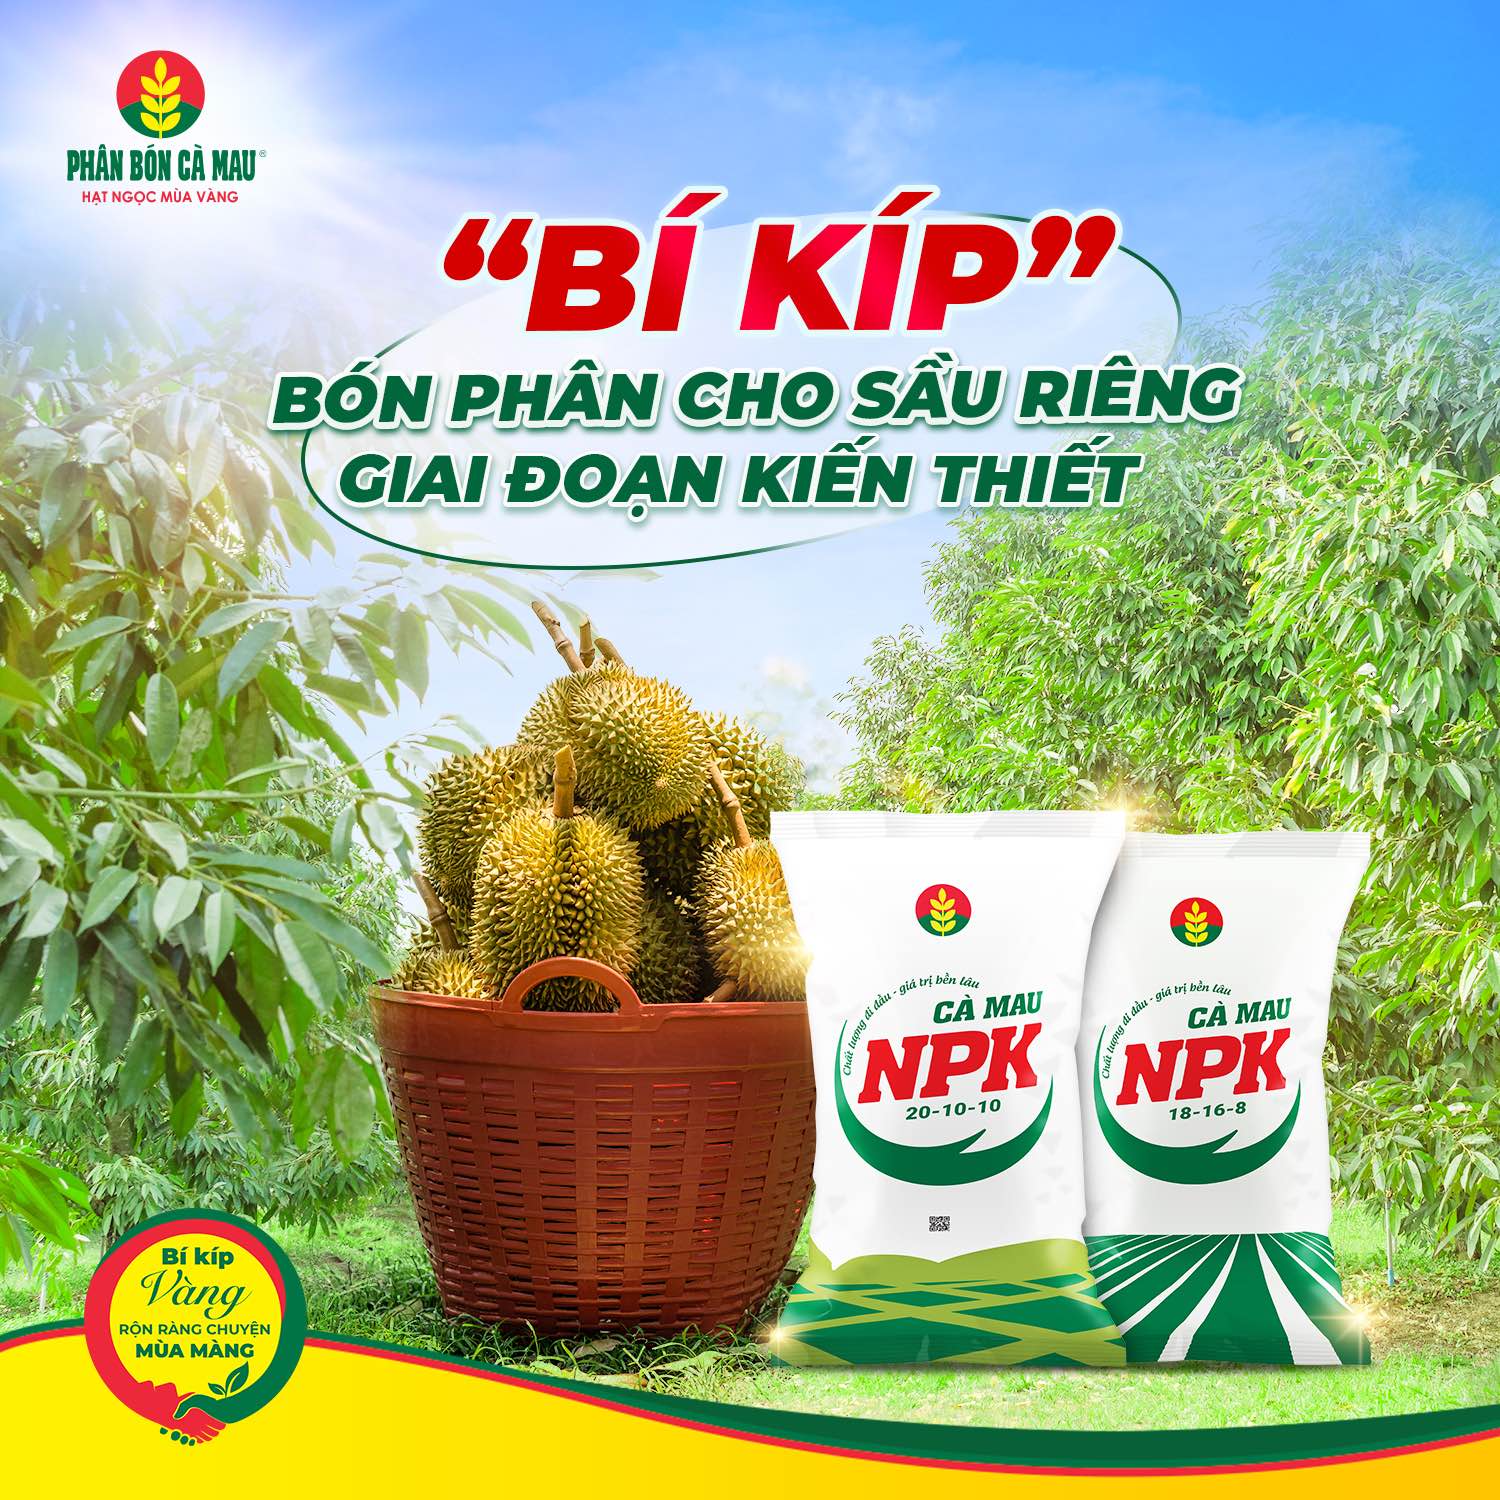 PHÂN BÓN CÀ MAU®
HẠT NGỌC MÙA VÀNG
“BÍ KÍP”
BÓN PHÂN CHO SẦU RIÊNG
GIAI ĐOẠN KIẾN THIẾT
Chất lượng đi đầu - giá trị bền lâu
CÀ MAU
NPK
20-10-10
Chất lượng đi đầu - giá trị bền lâu
CÀ MAU
NPK
18-16-8
Bí kíp
Vàng
RỘN RÀNG CHUYỆN
MÙA MÀNG